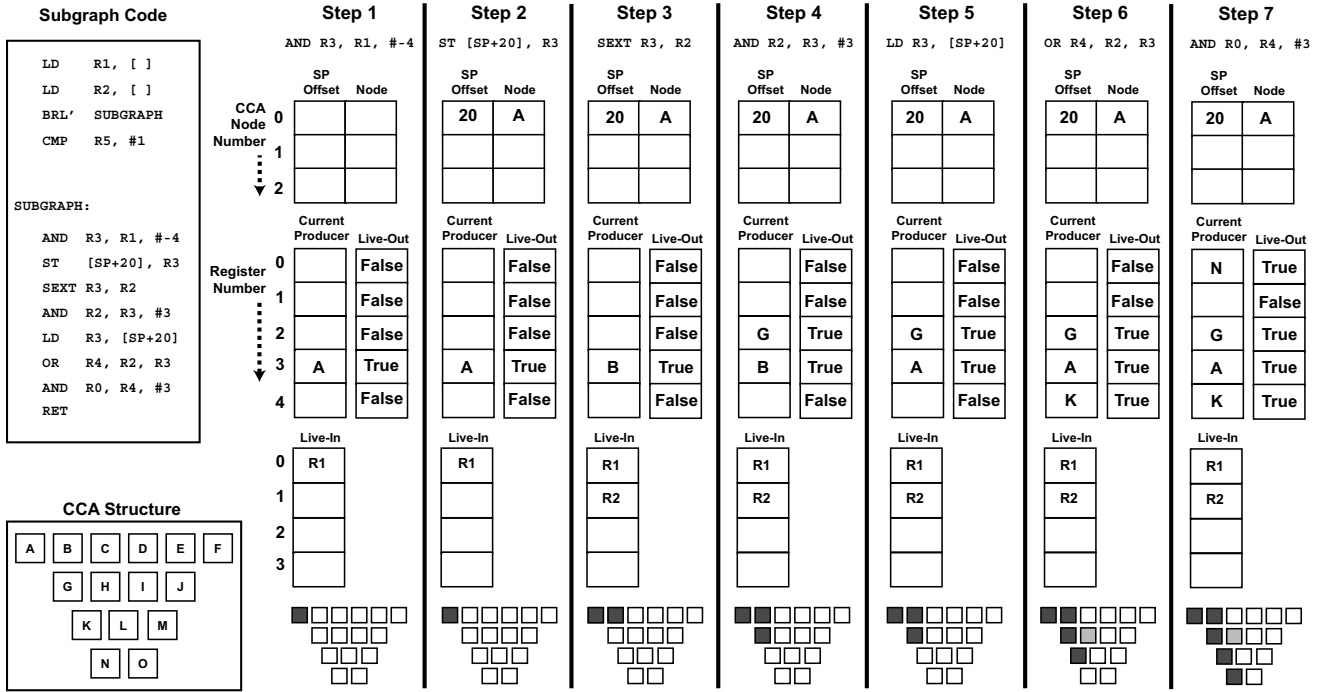 Subgraph Code
LD R1, [ ]
LD R2, [ ]
BRL' SUBGRAPH
CMP R5, #1
SUBGRAPH:
AND R3, R1, #-4
ST [SP+20], R3
SEXT R3, R2
AND R2, R3, #3
LD R3, [SP+20]
OR R4, R2, R3
AND R0, R4, #3
RET
CCA Structure
A B C D E F
G H I J
K L M
N O
CCA
Node
Number
0
1
2
Register
Number
0
1
2
3
4
0
1
2
3
Step 1
AND R3, R1, #-4
SP
Offset Node
Current
Producer Live-Out
False
False
False
A True
False
Live-In
R1
Step 2
ST [SP+20], R3
SP
Offset Node
20 A
Current
Producer Live-Out
False
False
False
A True
False
Live-In
R1
Step 3
SEXT R3, R2
SP
Offset Node
20 A
Current
Producer Live-Out
False
False
False
B True
False
Live-In
R1
R2
Step 4
AND R2, R3, #3
SP
Offset Node
20 A
Current
Producer Live-Out
False
False
G True
B True
False
Live-In
R1
R2
Step 5
LD R3, [SP+20]
SP
Offset Node
20 A
Current
Producer Live-Out
False
False
G True
A True
False
Live-In
R1
R2
Step 6
OR R4, R2, R3
SP
Offset Node
20 A
Current
Producer Live-Out
False
False
G True
A True
K True
Live-In
R1
R2
Step 7
AND R0, R4, #3
SP
Offset Node
20 A
Current
Producer Live-Out
N True
False
G True
A True
K True
Live-In
R1
R2